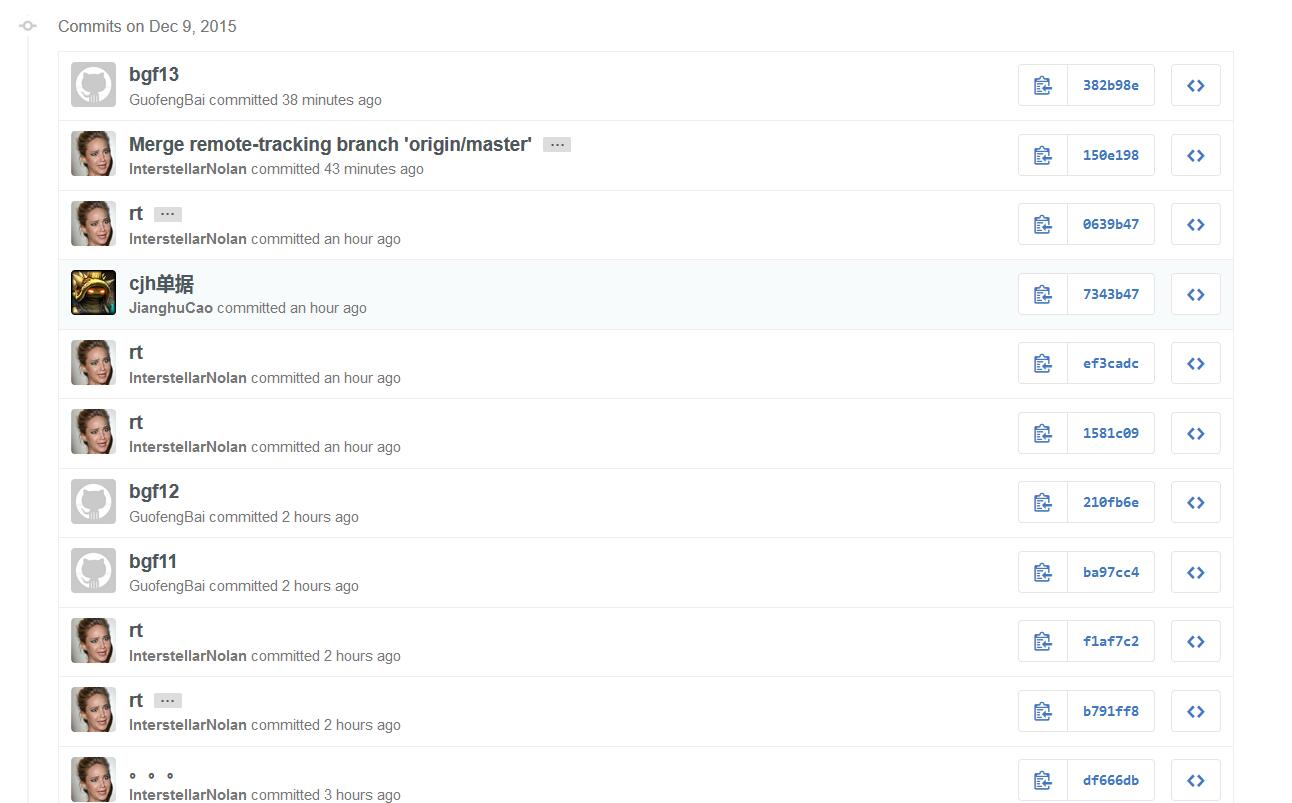 Commits on Dec 9, 2015
bgf13
GuofengBai committed 38 minutes ago
382b98e
Merge remote-tracking branch 'origin/master' …
InterstellarNolan committed 43 minutes ago
150e198
rt …
InterstellarNolan committed an hour ago
0639b47
cjh单据
JianghuCao committed an hour ago
7343b47
rt
InterstellarNolan committed an hour ago
ef3cadc
rt
InterstellarNolan committed an hour ago
1581c09
bgf12
GuofengBai committed 2 hours ago
210fb6e
bgf11
GuofengBai committed 2 hours ago
ba97cc4
rt
InterstellarNolan committed 2 hours ago
f1af7c2
rt …
InterstellarNolan committed 2 hours ago
b791ff8
。。。
InterstellarNolan committed 3 hours ago
df666db